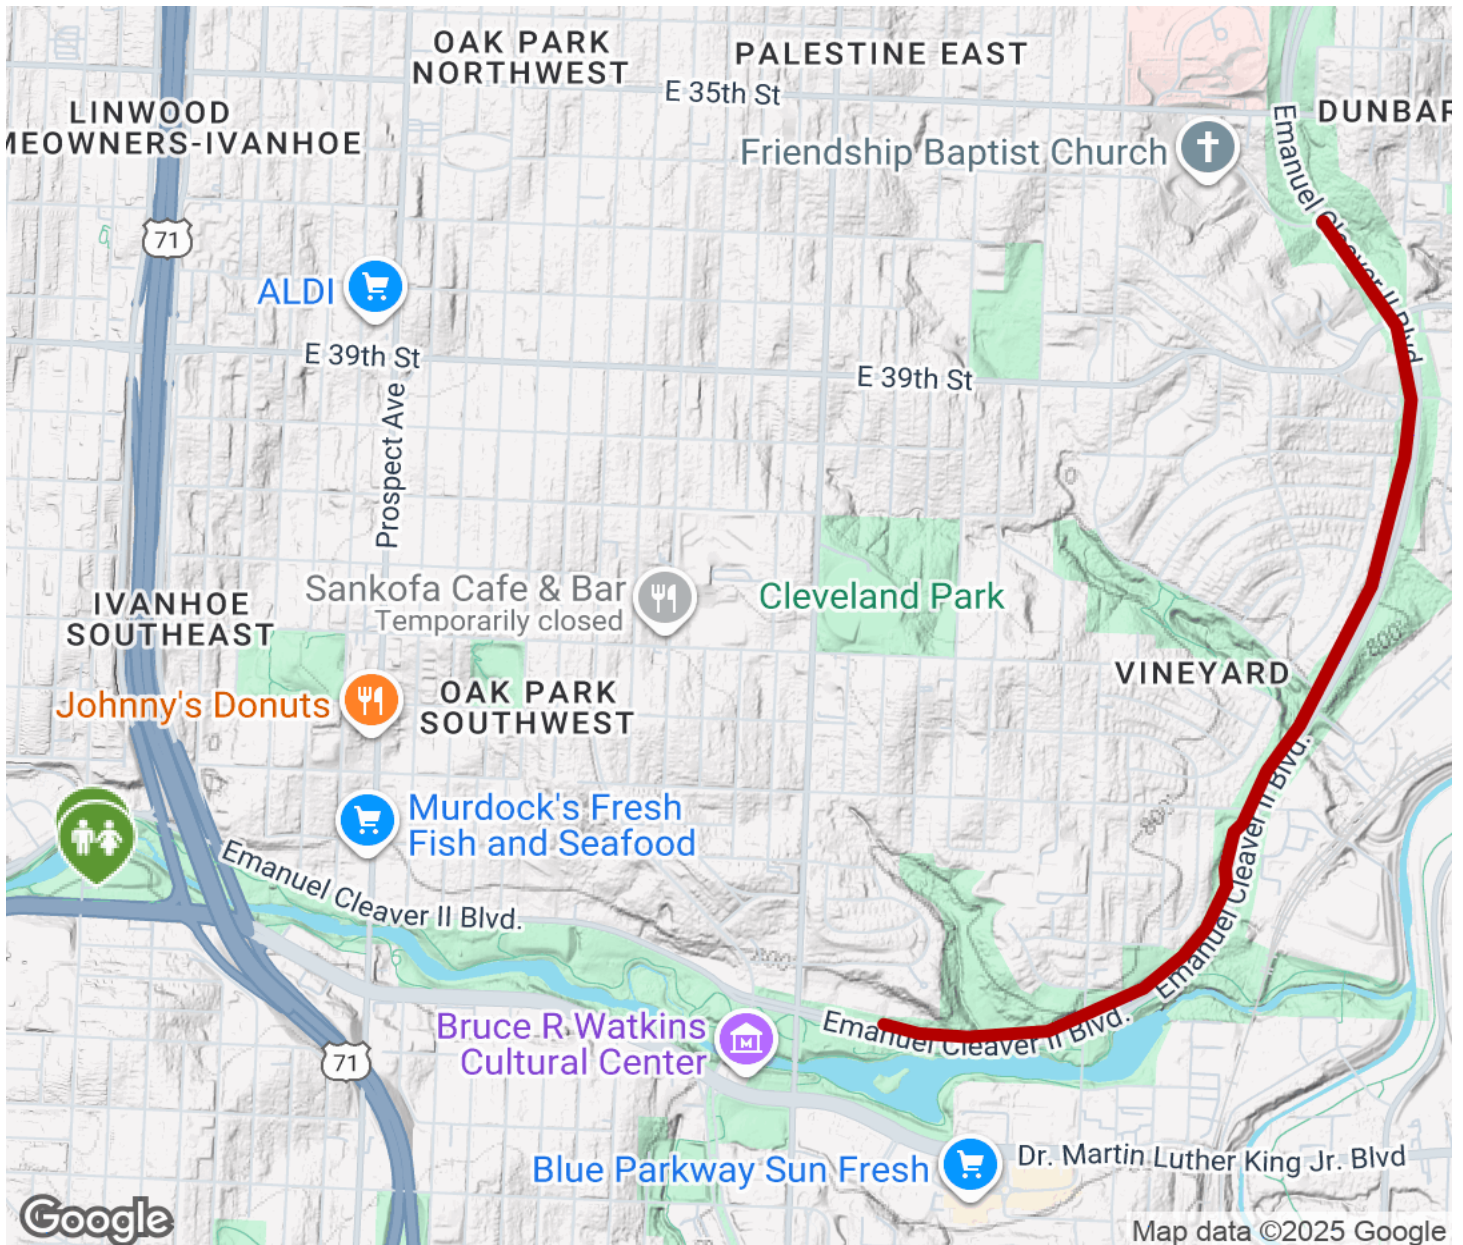 OAK PARK
NORTHWEST
PALESTINE EAST
E 35th St
LINWOOD
MEOWNERS-IVANHOE
DUNBAR
Emanuel Cleaver II Blvd
Friendship Baptist Church
71
ALDI
E 39th St
E 39th St
Prospect Ave
Sankofa Cafe & Bar
Temporarily closed
Cleveland Park
IVANHOE
SOUTHEAST
800'
VINEYARD
Johnny's Donuts
OAK PARK
SOUTHWEST
Murdock's Fresh
Fish and Seafood
800
Emanuel Cleaver II Blvd.
Emanuel Cleaver II Blvd.
800
Bruce R Watkins
Cultural Center
Emanuel Cleaver II Blvd.
71
Blue Parkway Sun Fresh
Dr. Martin Luther King Jr. Blvd
Google
Map data ©2025 Google